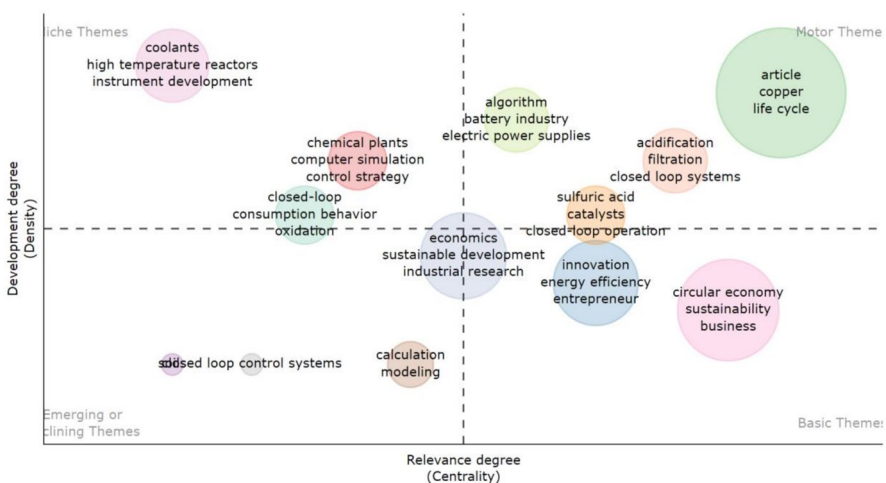 liche Themes
Motor Theme
coolants
high temperature reactors
instrument development
article
copper
life cycle
algorithm
battery industry
electric power supplies
chemical plants
computer simulation
control strategy
acidification
filtration
closed loop systems
closed-loop
consumption behavior
oxidation
sulfuric acid
catalysts
closed-loop operation
economics
sustainable development
industrial research
innovation
energy efficiency
entrepreneur
circular economy
sustainability
business
closed loop control systems
calculation
modeling
Emerging or
clining Themes
Basic Themes
Development degree
(Density)
Relevance degree
(Centrality)